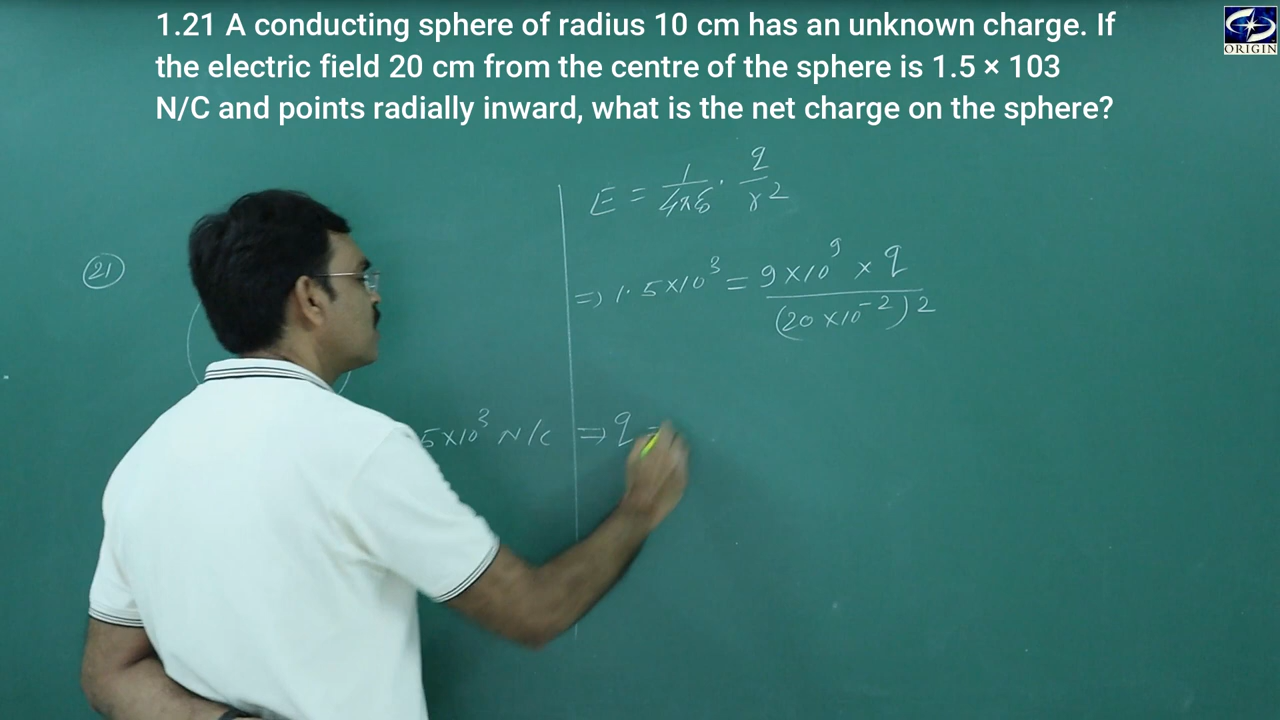 1.21 A conducting sphere of radius 10 cm has an unknown charge. If
the electric field 20 cm from the centre of the sphere is 1.5 × 103
N/C and points radially inward, what is the net charge on the sphere?
ORIGIN
E = 1/4πε₀ · q/r²
21
⇒ 1.5×10³ = 9×10⁹ × q/(20×10⁻²)²
5×10³ N/C
⇒ q =